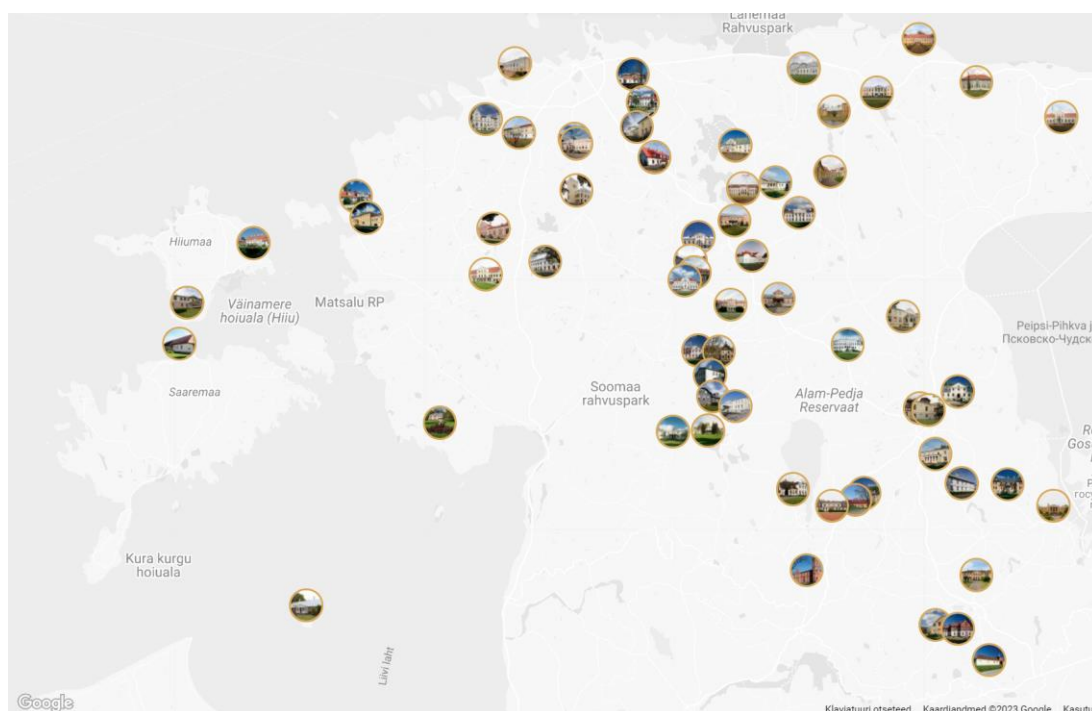 Lahemaa
Rahvuspark
Hiiumaa
Väinamere
hoiuala (Hiiu)
Matsalu RP
Peipsi-Pihkva j
Псковско-Чудск
Saaremaa
Soomaa
rahvuspark
Alam-Pedja
Reservaat
Kura kurgu
hoiuala
Liivi laht
Google
Klaviatuuri otseteed Kaardiandmed ©2023 Google Kasutu